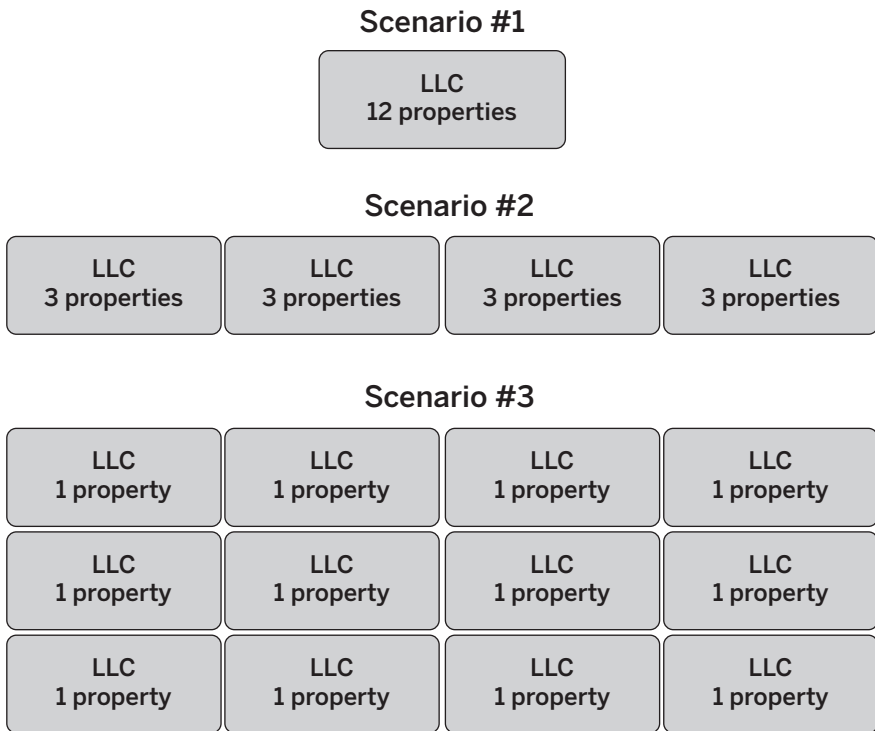 Scenario #1
LLC
12 properties
Scenario #2
LLC
3 properties
LLC
3 properties
LLC
3 properties
LLC
3 properties
Scenario #3
LLC
1 property
LLC
1 property
LLC
1 property
LLC
1 property
LLC
1 property
LLC
1 property
LLC
1 property
LLC
1 property
LLC
1 property
LLC
1 property
LLC
1 property
LLC
1 property